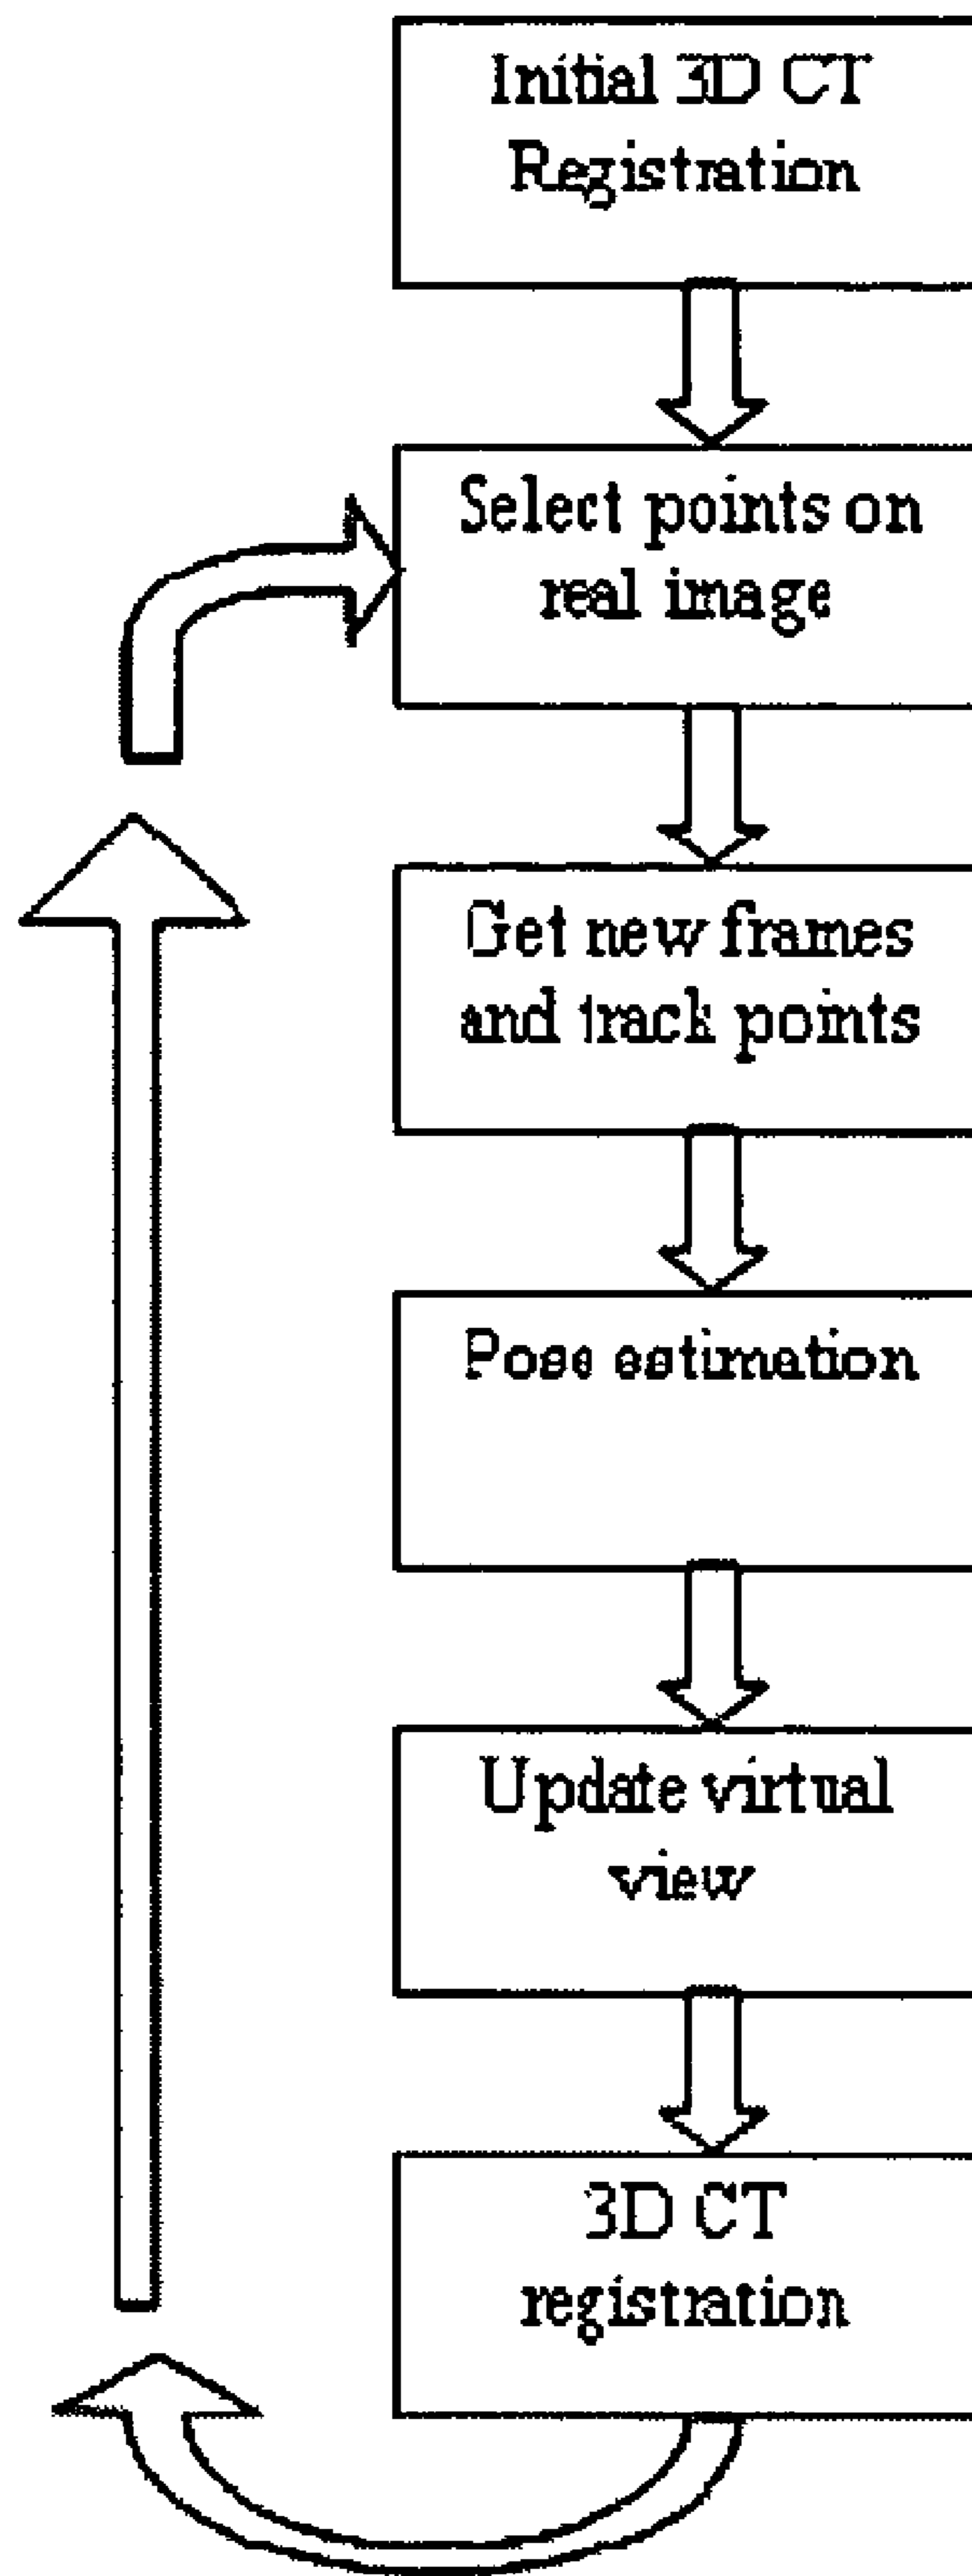 Initial 3D CT
Registration
Select points on
real image
Get new frames
and track points
Pose estimation
Update virtual
view
3D CT
registration